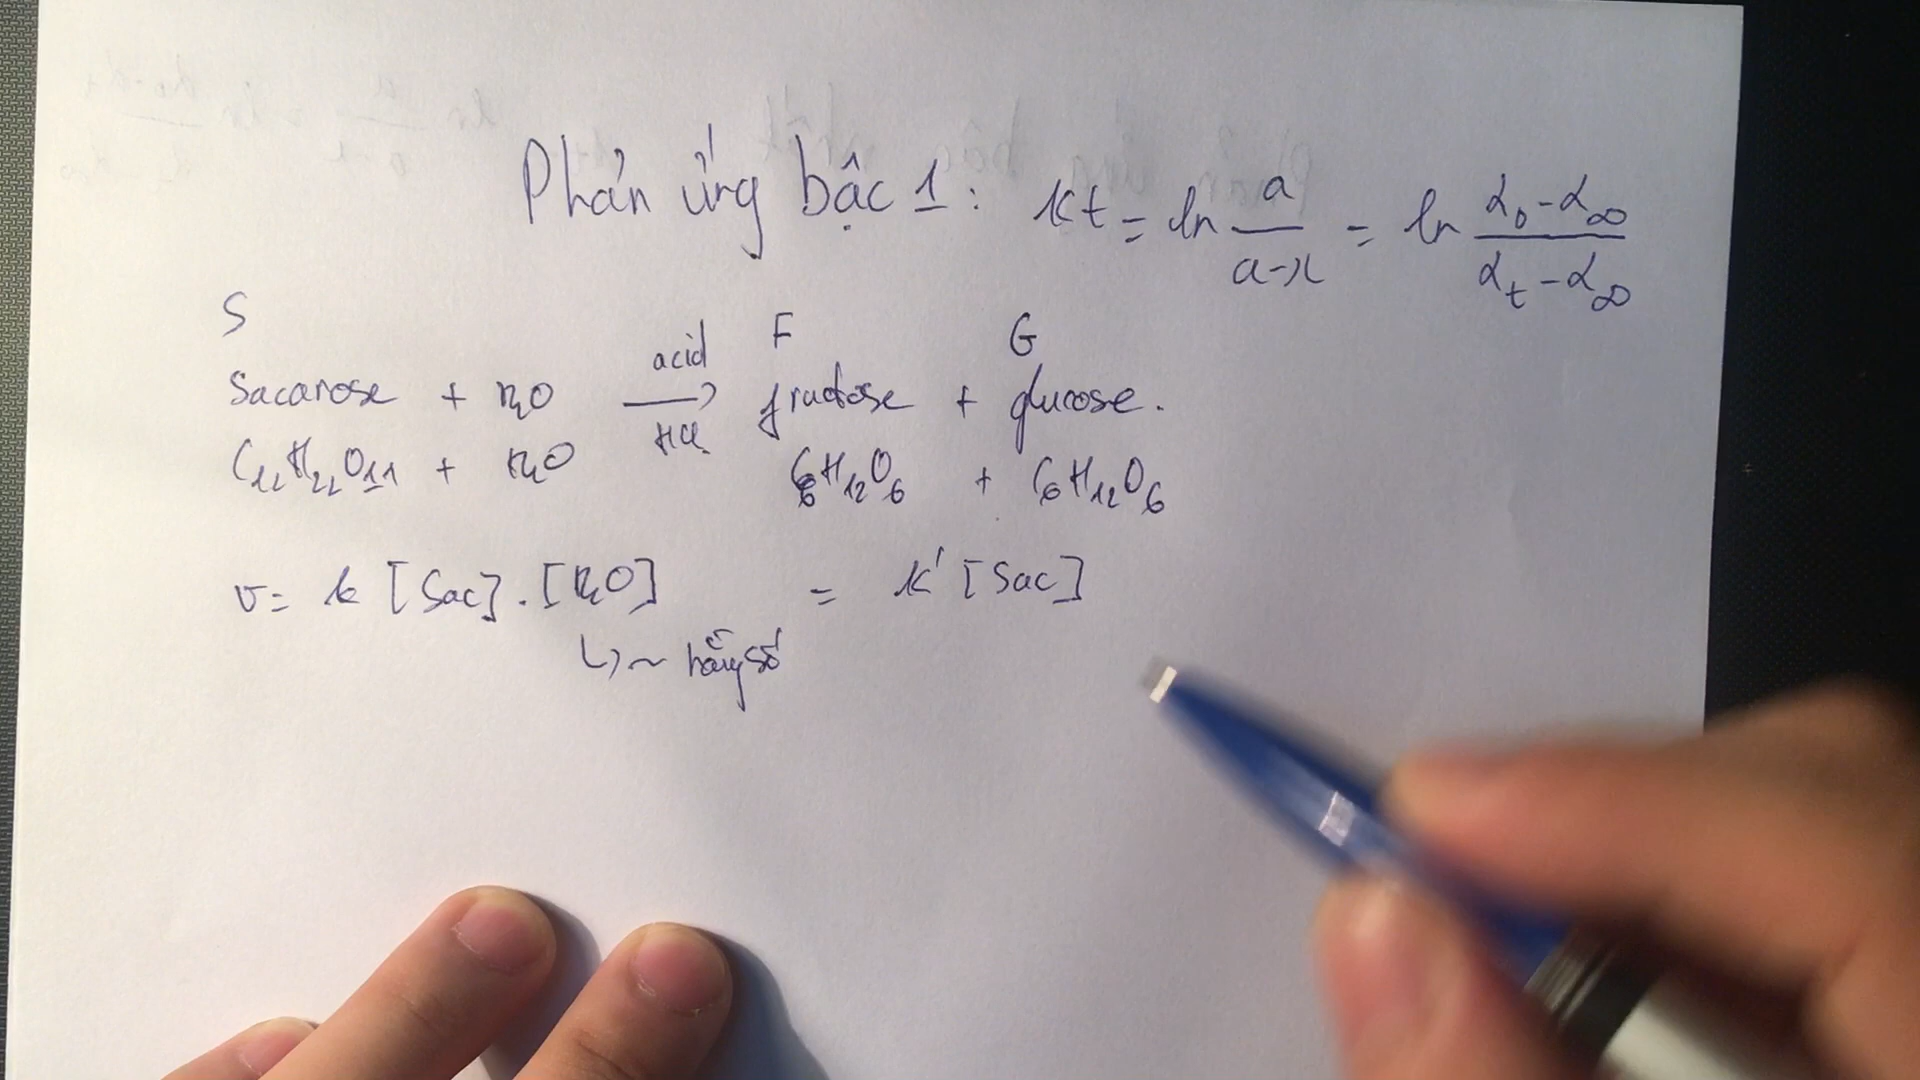 Phản ứng bậc 1: kt = ln a/(a-x) = ln (α₀-α∞)/(αt-α∞)
S F G
acid
Sacarose + H₂O → fructose + glucose.
HCl
C₁₂H₂₂O₁₁ + H₂O C₆H₁₂O₆ + C₆H₁₂O₆
v = k [Sac].[H₂O] = k' [Sac]
↳ ~ hằng số